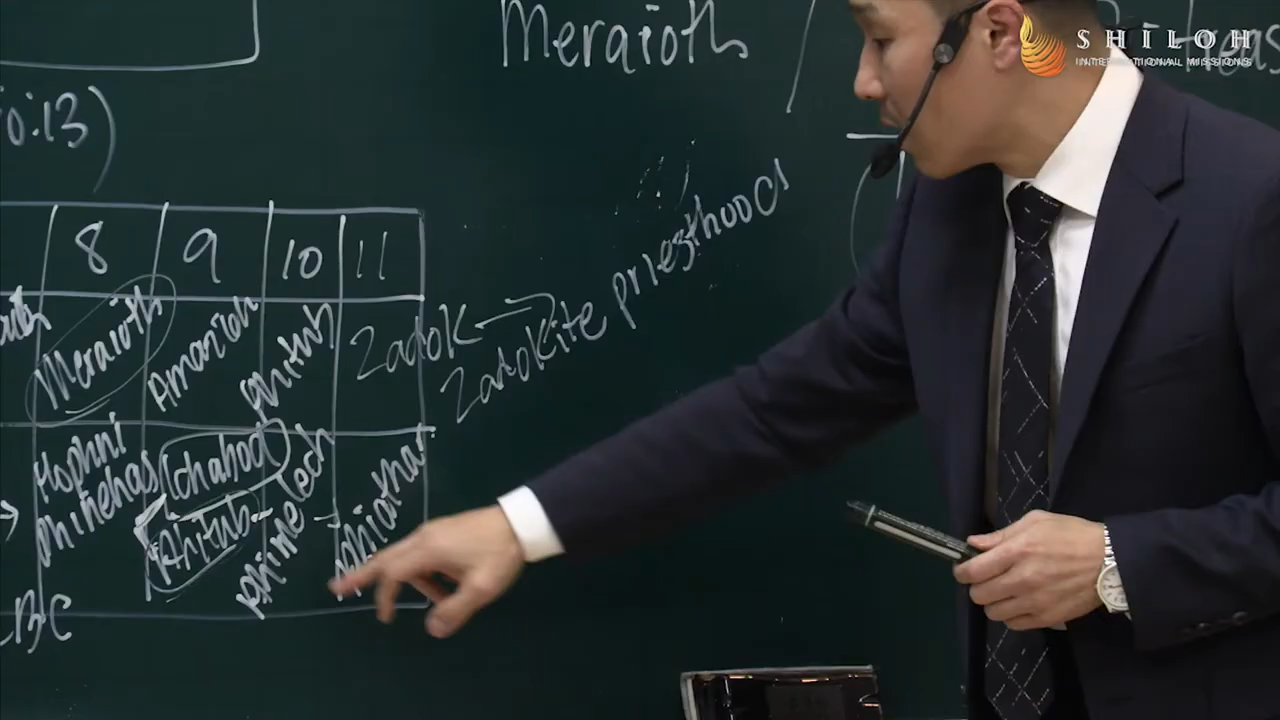 Meraioth
SHILOH
INTERNATIONAL MISSIONS
10:13)
8 9 10 11
Meraioth Amariah Ahitub Zadok
Zadokite priesthood
Hophni Phinehas (Ichabod) Ahitub Ahimelech Abiathar
BC